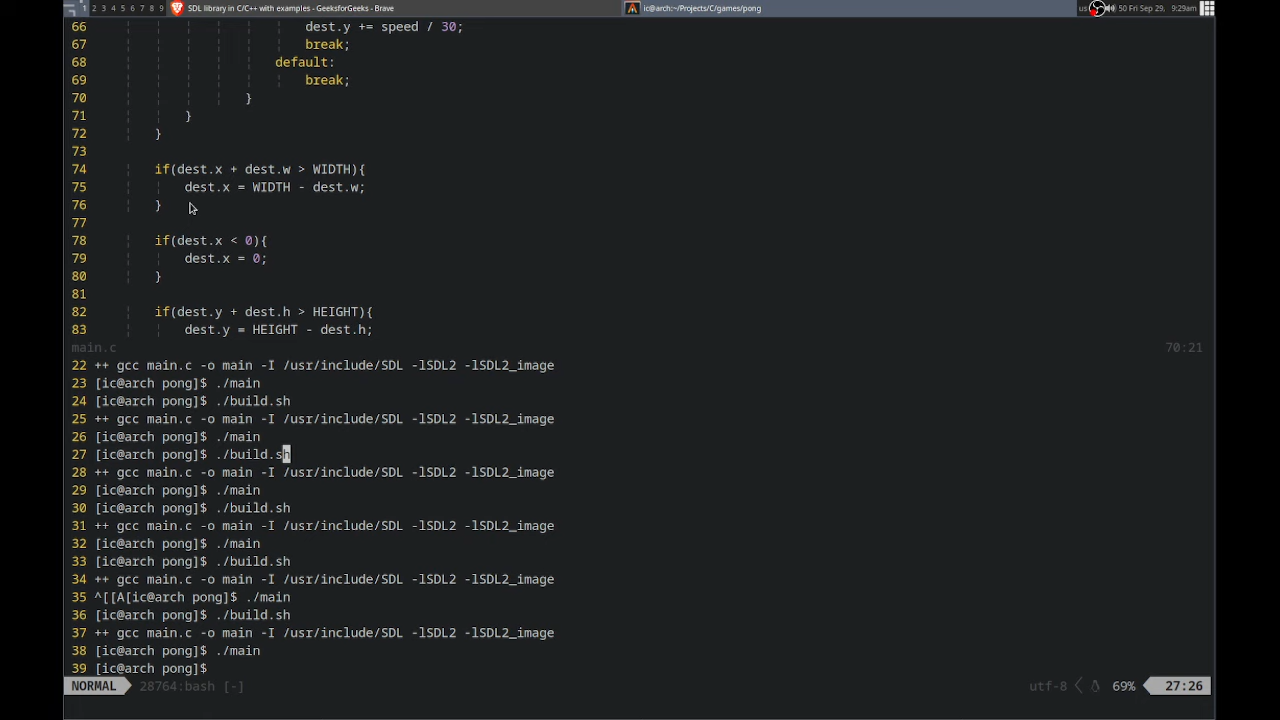 1 2 3 4 5 6 7 8 9 SDL library in C/C++ with examples - GeeksforGeeks - Brave ic@arch:~/Projects/C/games/pong us 50 Fri Sep 29, 9:29am
66 dest.y += speed / 30;
67 break;
68 default:
69 break;
70 }
71 }
72 }
73
74 if(dest.x + dest.w > WIDTH){
75 dest.x = WIDTH - dest.w;
76 }
77
78 if(dest.x < 0){
79 dest.x = 0;
80 }
81
82 if(dest.y + dest.h > HEIGHT){
83 dest.y = HEIGHT - dest.h;
main.c 70:21
22 ++ gcc main.c -o main -I /usr/include/SDL -lSDL2 -lSDL2_image
23 [ic@arch pong]$ ./main
24 [ic@arch pong]$ ./build.sh
25 ++ gcc main.c -o main -I /usr/include/SDL -lSDL2 -lSDL2_image
26 [ic@arch pong]$ ./main
27 [ic@arch pong]$ ./build.sh
28 ++ gcc main.c -o main -I /usr/include/SDL -lSDL2 -lSDL2_image
29 [ic@arch pong]$ ./main
30 [ic@arch pong]$ ./build.sh
31 ++ gcc main.c -o main -I /usr/include/SDL -lSDL2 -lSDL2_image
32 [ic@arch pong]$ ./main
33 [ic@arch pong]$ ./build.sh
34 ++ gcc main.c -o main -I /usr/include/SDL -lSDL2 -lSDL2_image
35 ^[[A[ic@arch pong]$ ./main
36 [ic@arch pong]$ ./build.sh
37 ++ gcc main.c -o main -I /usr/include/SDL -lSDL2 -lSDL2_image
38 [ic@arch pong]$ ./main
39 [ic@arch pong]$
NORMAL 28764:bash [-] utf-8 69% 27:26